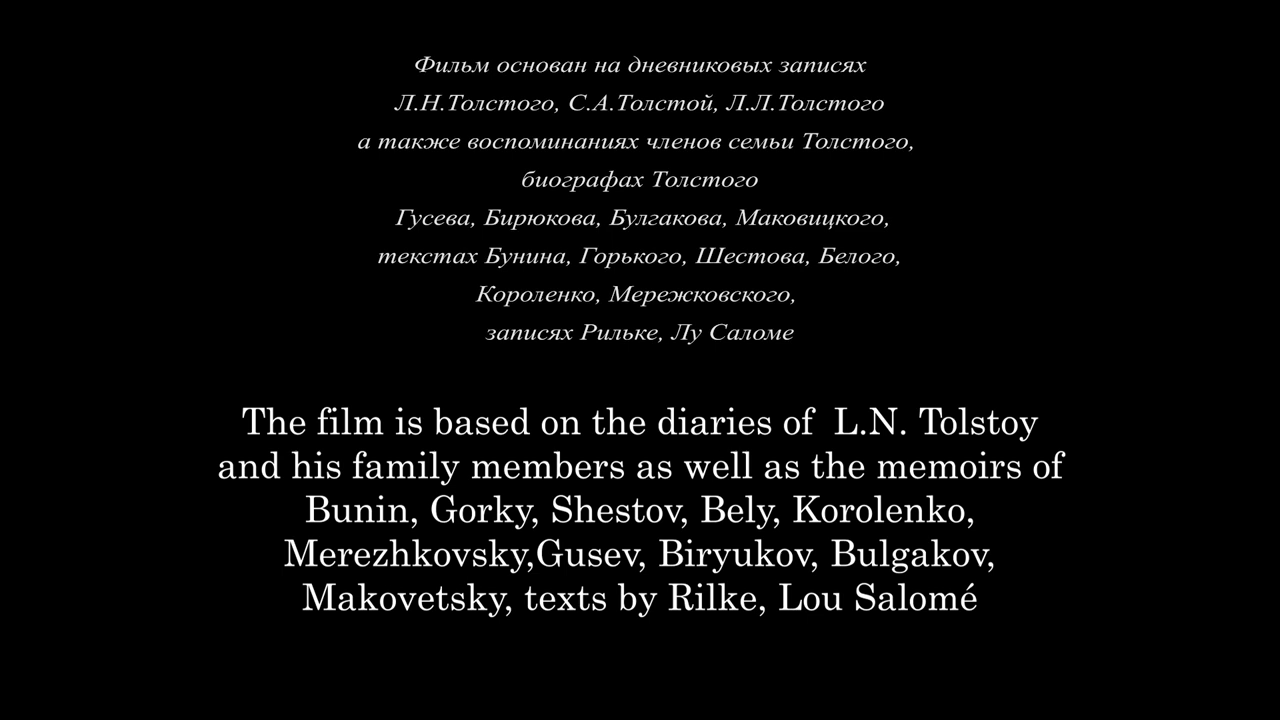 Фильм основан на дневниковых записях
Л.Н.Толстого, С.А.Толстой, Л.Л.Толстого
а также воспоминаниях членов семьи Толстого,
биографах Толстого
Гусева, Бирюкова, Булгакова, Маковицкого,
текстах Бунина, Горького, Шестова, Белого,
Короленко, Мережковского,
записях Рильке, Лу Саломе
The film is based on the diaries of  L.N. Tolstoy
and his family members as well as the memoirs of
Bunin, Gorky, Shestov, Bely, Korolenko,
Merezhkovsky,Gusev, Biryukov, Bulgakov,
Makovetsky, texts by Rilke, Lou Salomé